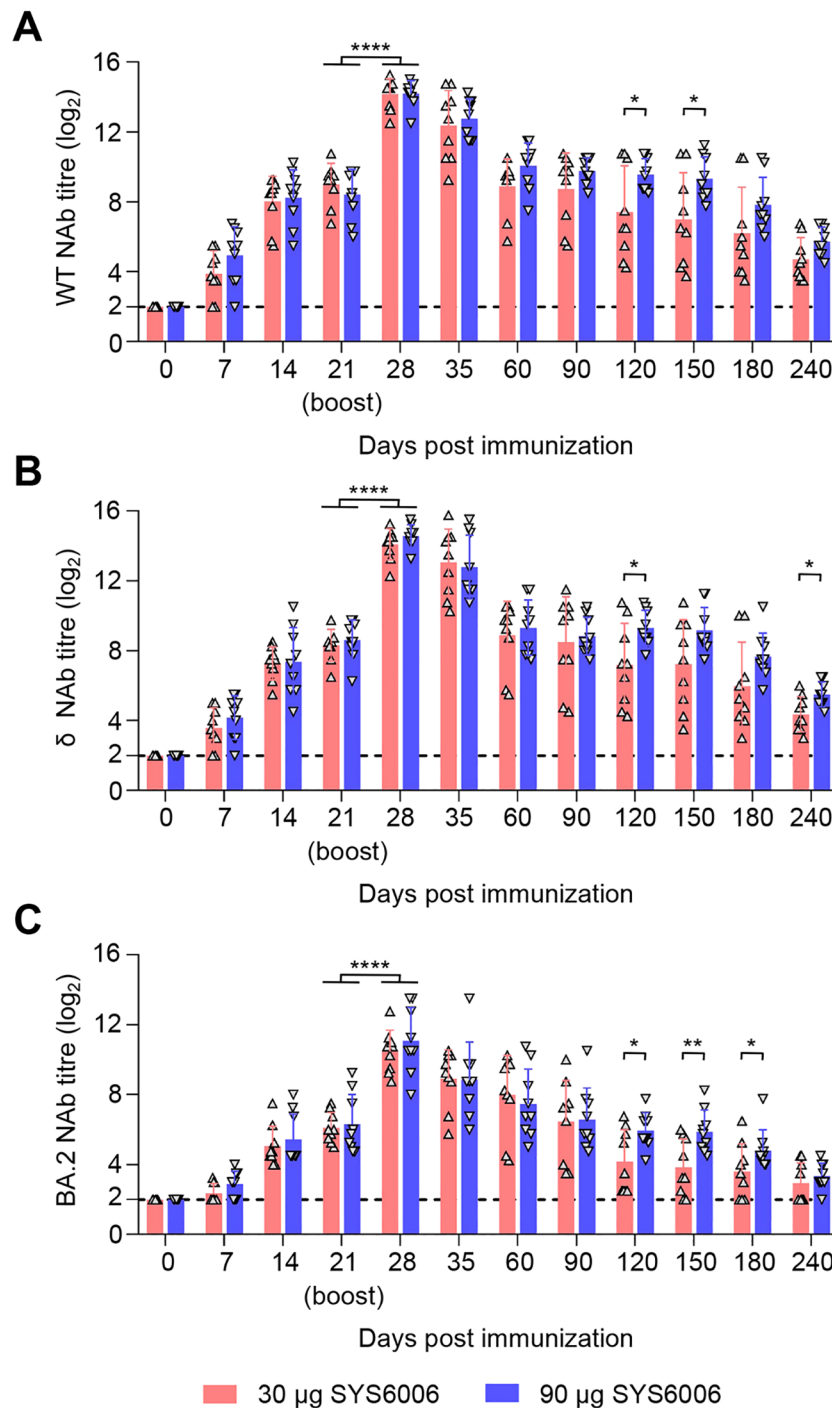 A
WT NAb titre (log2)
16
12
8
4
2
0
****
*
*
0 7 14 21 28 35 60 90 120 150 180 240
(boost)
Days post immunization
B
δ NAb titre (log2)
16
12
8
4
2
0
****
*
*
0 7 14 21 28 35 60 90 120 150 180 240
(boost)
Days post immunization
C
BA.2 NAb titre (log2)
16
12
8
4
2
0
****
*
**
*
0 7 14 21 28 35 60 90 120 150 180 240
(boost)
Days post immunization
30 μg SYS6006 90 μg SYS6006